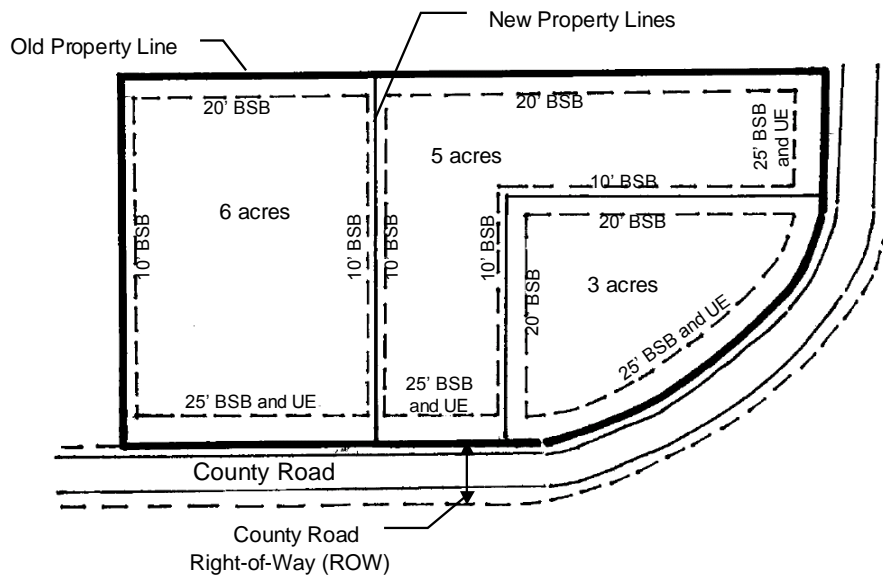 New Property Lines
Old Property Line
20’ BSB
20’ BSB
25’ BSB
and UE
5 acres
10’ BSB
6 acres
20’ BSB
10’ BSB
10’ BSB
10’ BSB
10’ BSB
3 acres
20’ BSB
25’ BSB and UE
25’ BSB and UE
25’ BSB
and UE
County Road
County Road
Right-of-Way (ROW)